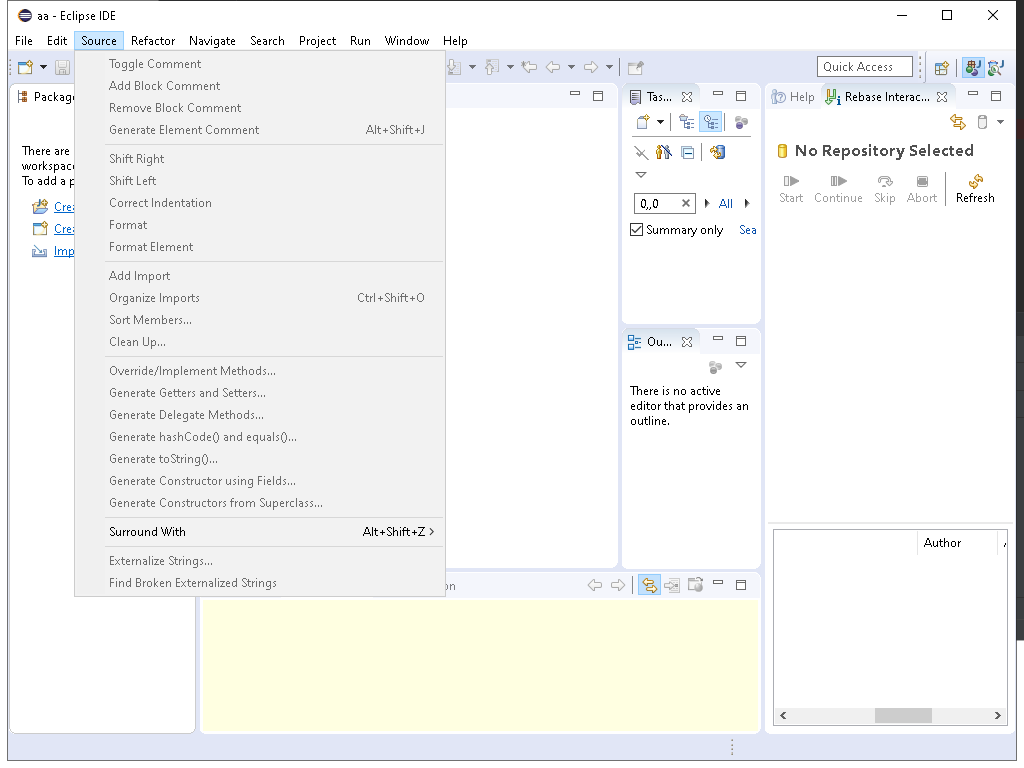 aa - Eclipse IDE
File Edit Source Refactor Navigate Search Project Run Window Help
Quick Access
Toggle Comment
Add Block Comment
Remove Block Comment
Generate Element Comment Alt+Shift+J
Shift Right
Shift Left
Correct Indentation
Format
Format Element
Add Import
Organize Imports Ctrl+Shift+O
Sort Members...
Clean Up...
Override/Implement Methods...
Generate Getters and Setters...
Generate Delegate Methods...
Generate hashCode() and equals()...
Generate toString()...
Generate Constructor using Fields...
Generate Constructors from Superclass...
Surround With Alt+Shift+Z
Externalize Strings...
Find Broken Externalized Strings
Packag
There are
workspac
To add a p
Crea
Crea
Imp
on
Tas...
0,,0
All
Summary only
Sea
Ou...
There is no active
editor that provides an
outline.
Help
Rebase Interac...
No Repository Selected
Start Continue Skip Abort Refresh
Author